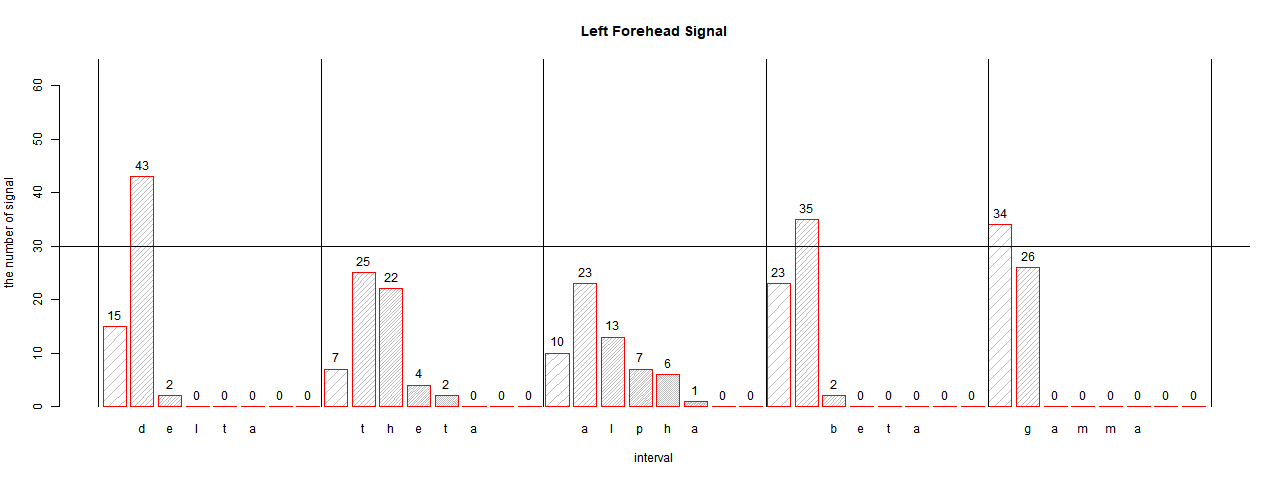 Left Forehead Signal
the number of signal
60
50
40
30
20
10
0
15 43 2 0 0 0 0 0
7 25 22 4 2 0 0 0
10 23 13 7 6 1 0 0
23 35 2 0 0 0 0 0
34 26 0 0 0 0 0 0
d e l t a t h e t a a l p h a b e t a g a m m a
interval